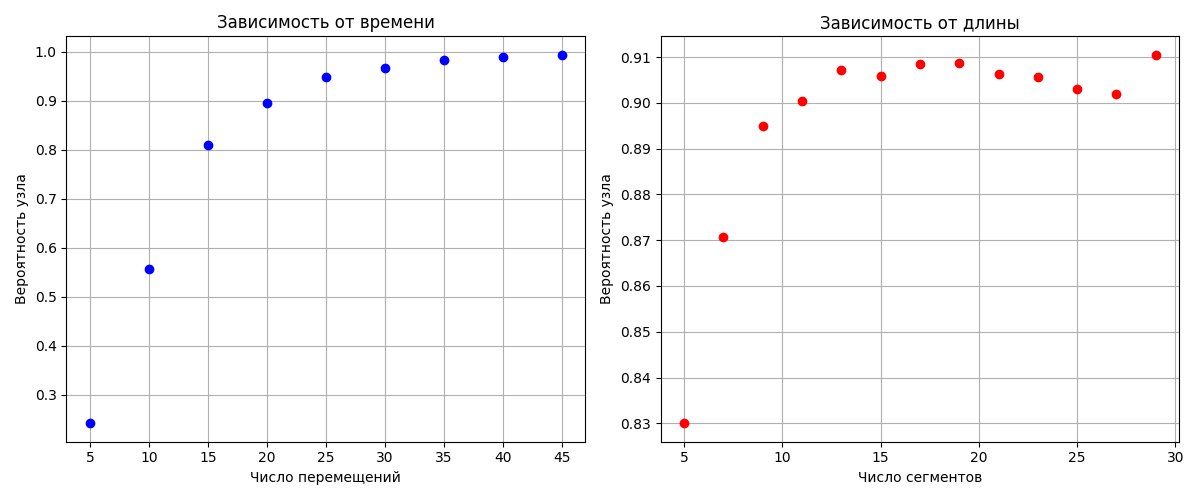 Зависимость от времени
Вероятность узла
1.0
0.9
0.8
0.7
0.6
0.5
0.4
0.3
5 10 15 20 25 30 35 40 45
Число перемещений
Зависимость от длины
Вероятность узла
0.91
0.90
0.89
0.88
0.87
0.86
0.85
0.84
0.83
5 10 15 20 25 30
Число сегментов